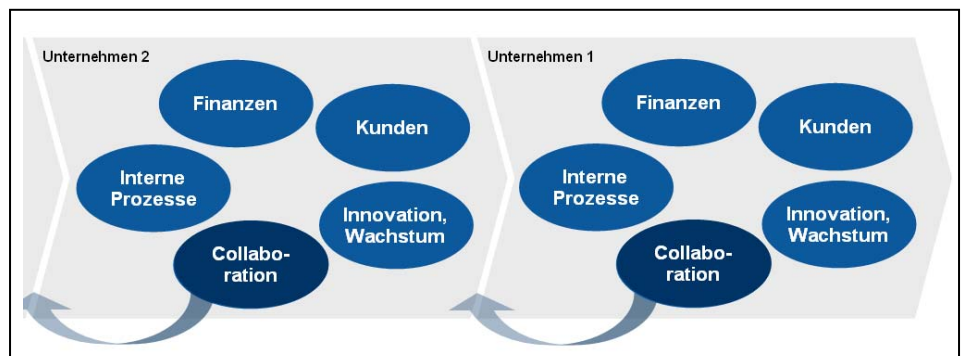 Unternehmen 2
Finanzen
Kunden
Interne
Prozesse
Innovation,
Wachstum
Collabo-
ration
Unternehmen 1
Finanzen
Kunden
Interne
Prozesse
Innovation,
Wachstum
Collabo-
ration